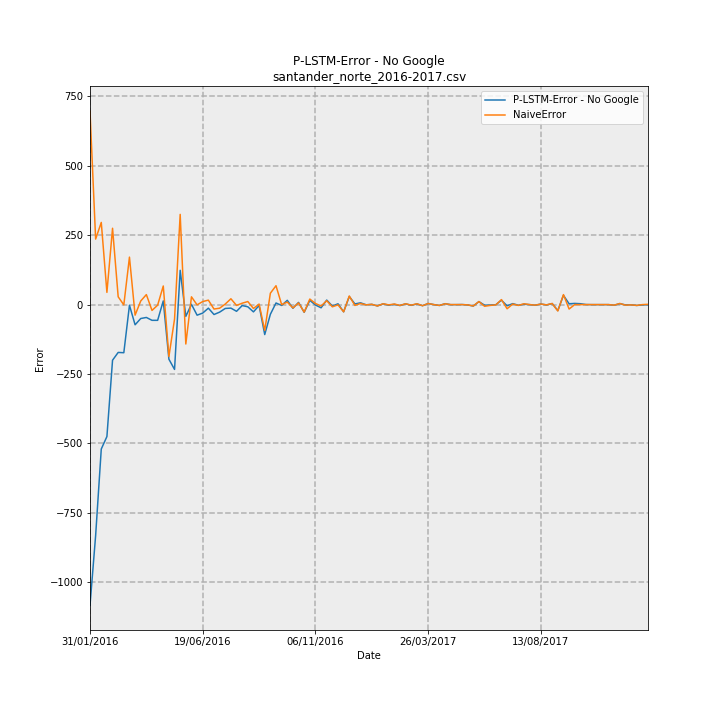 P-LSTM-Error - No Google
santander_norte_2016-2017.csv
P-LSTM-Error - No Google
NaiveError
750
500
250
0
−250
−500
−750
−1000
Error
31/01/2016 19/06/2016 06/11/2016 26/03/2017 13/08/2017
Date